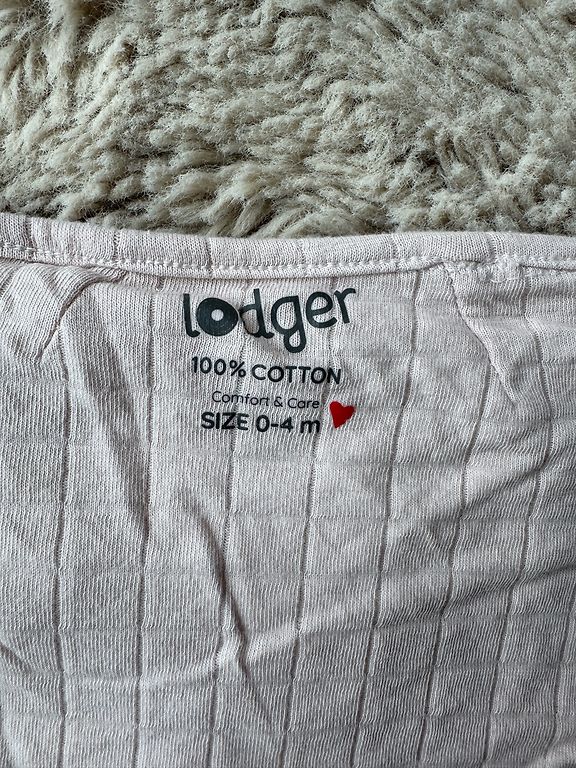 lodger
100% COTTON
Comfort & Care
SIZE 0-4 m